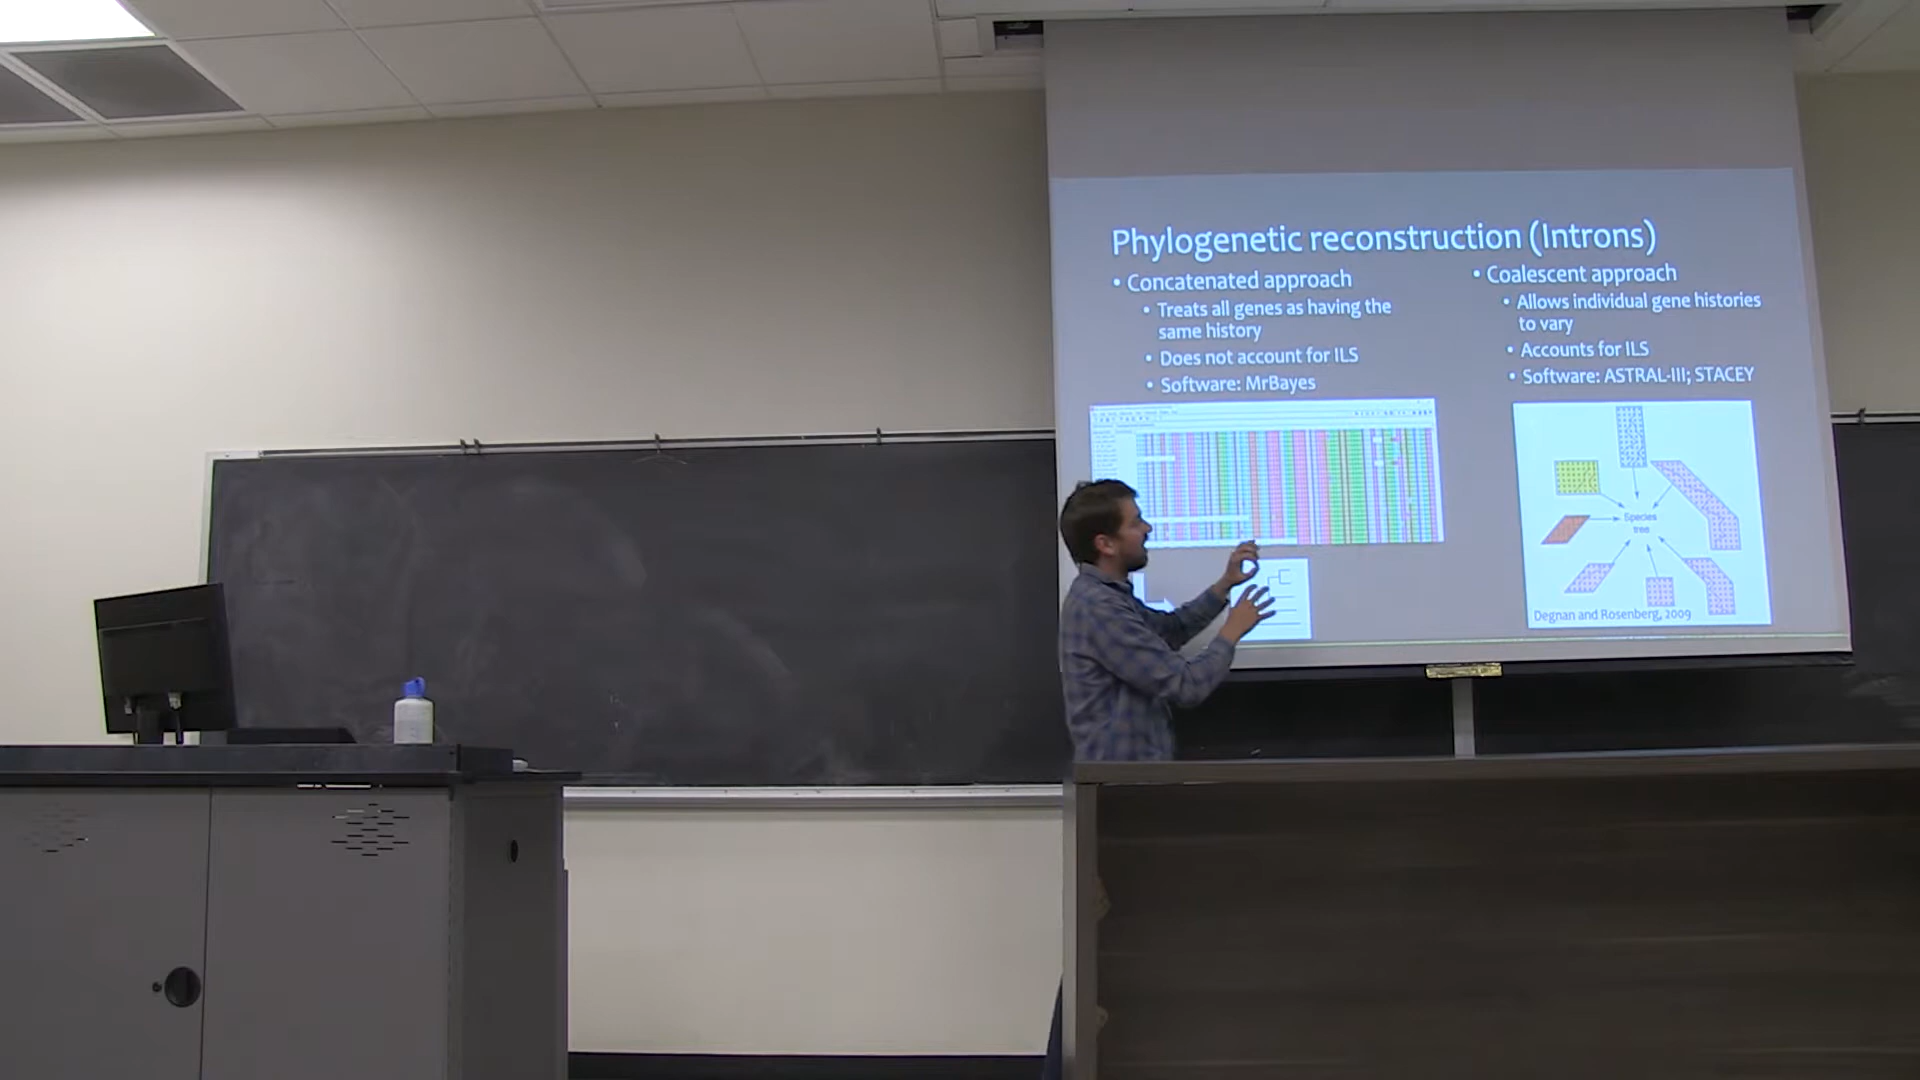 Phylogenetic reconstruction (Introns)
• Concatenated approach
• Treats all genes as having the
same history
• Does not account for ILS
• Software: MrBayes
• Coalescent approach
• Allows individual gene histories
to vary
• Accounts for ILS
• Software: ASTRAL-III; STACEY
Species
tree
Degnan and Rosenberg, 2009